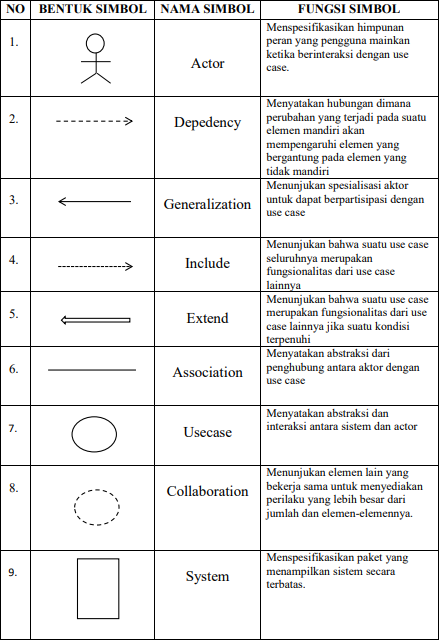 NO BENTUK SIMBOL NAMA SIMBOL FUNGSI SIMBOL
1.
Actor
Menspesifikasikan himpunan
peran yang pengguna mainkan
ketika berinteraksi dengan use
case.
2.
Depedency
Menyatakan hubungan dimana
perubahan yang terjadi pada suatu
elemen mandiri akan
mempengaruhi elemen yang
bergantung pada elemen yang
tidak mandiri
3.
Generalization
Menunjukan spesialisasi aktor
untuk dapat berpartisipasi dengan
use case
4.
Include
Menunjukan bahwa suatu use case
seluruhnya merupakan
fungsionalitas dari use case
lainnya
5.
Extend
Menunjukan bahwa suatu use case
merupakan fungsionalitas dari use
case lainnya jika suatu kondisi
terpenuhi
6.
Association
Menyatakan abstraksi dari
penghubung antara aktor dengan
use case
7.
Usecase
Menyatakan abstraksi dan
interaksi antara sistem dan actor
8.
Collaboration
Menunjukan elemen lain yang
bekerja sama untuk menyediakan
perilaku yang lebih besar dari
jumlah dan elemen-elemennya.
9.
System
Menspesifikasikan paket yang
menampilkan sistem secara
terbatas.